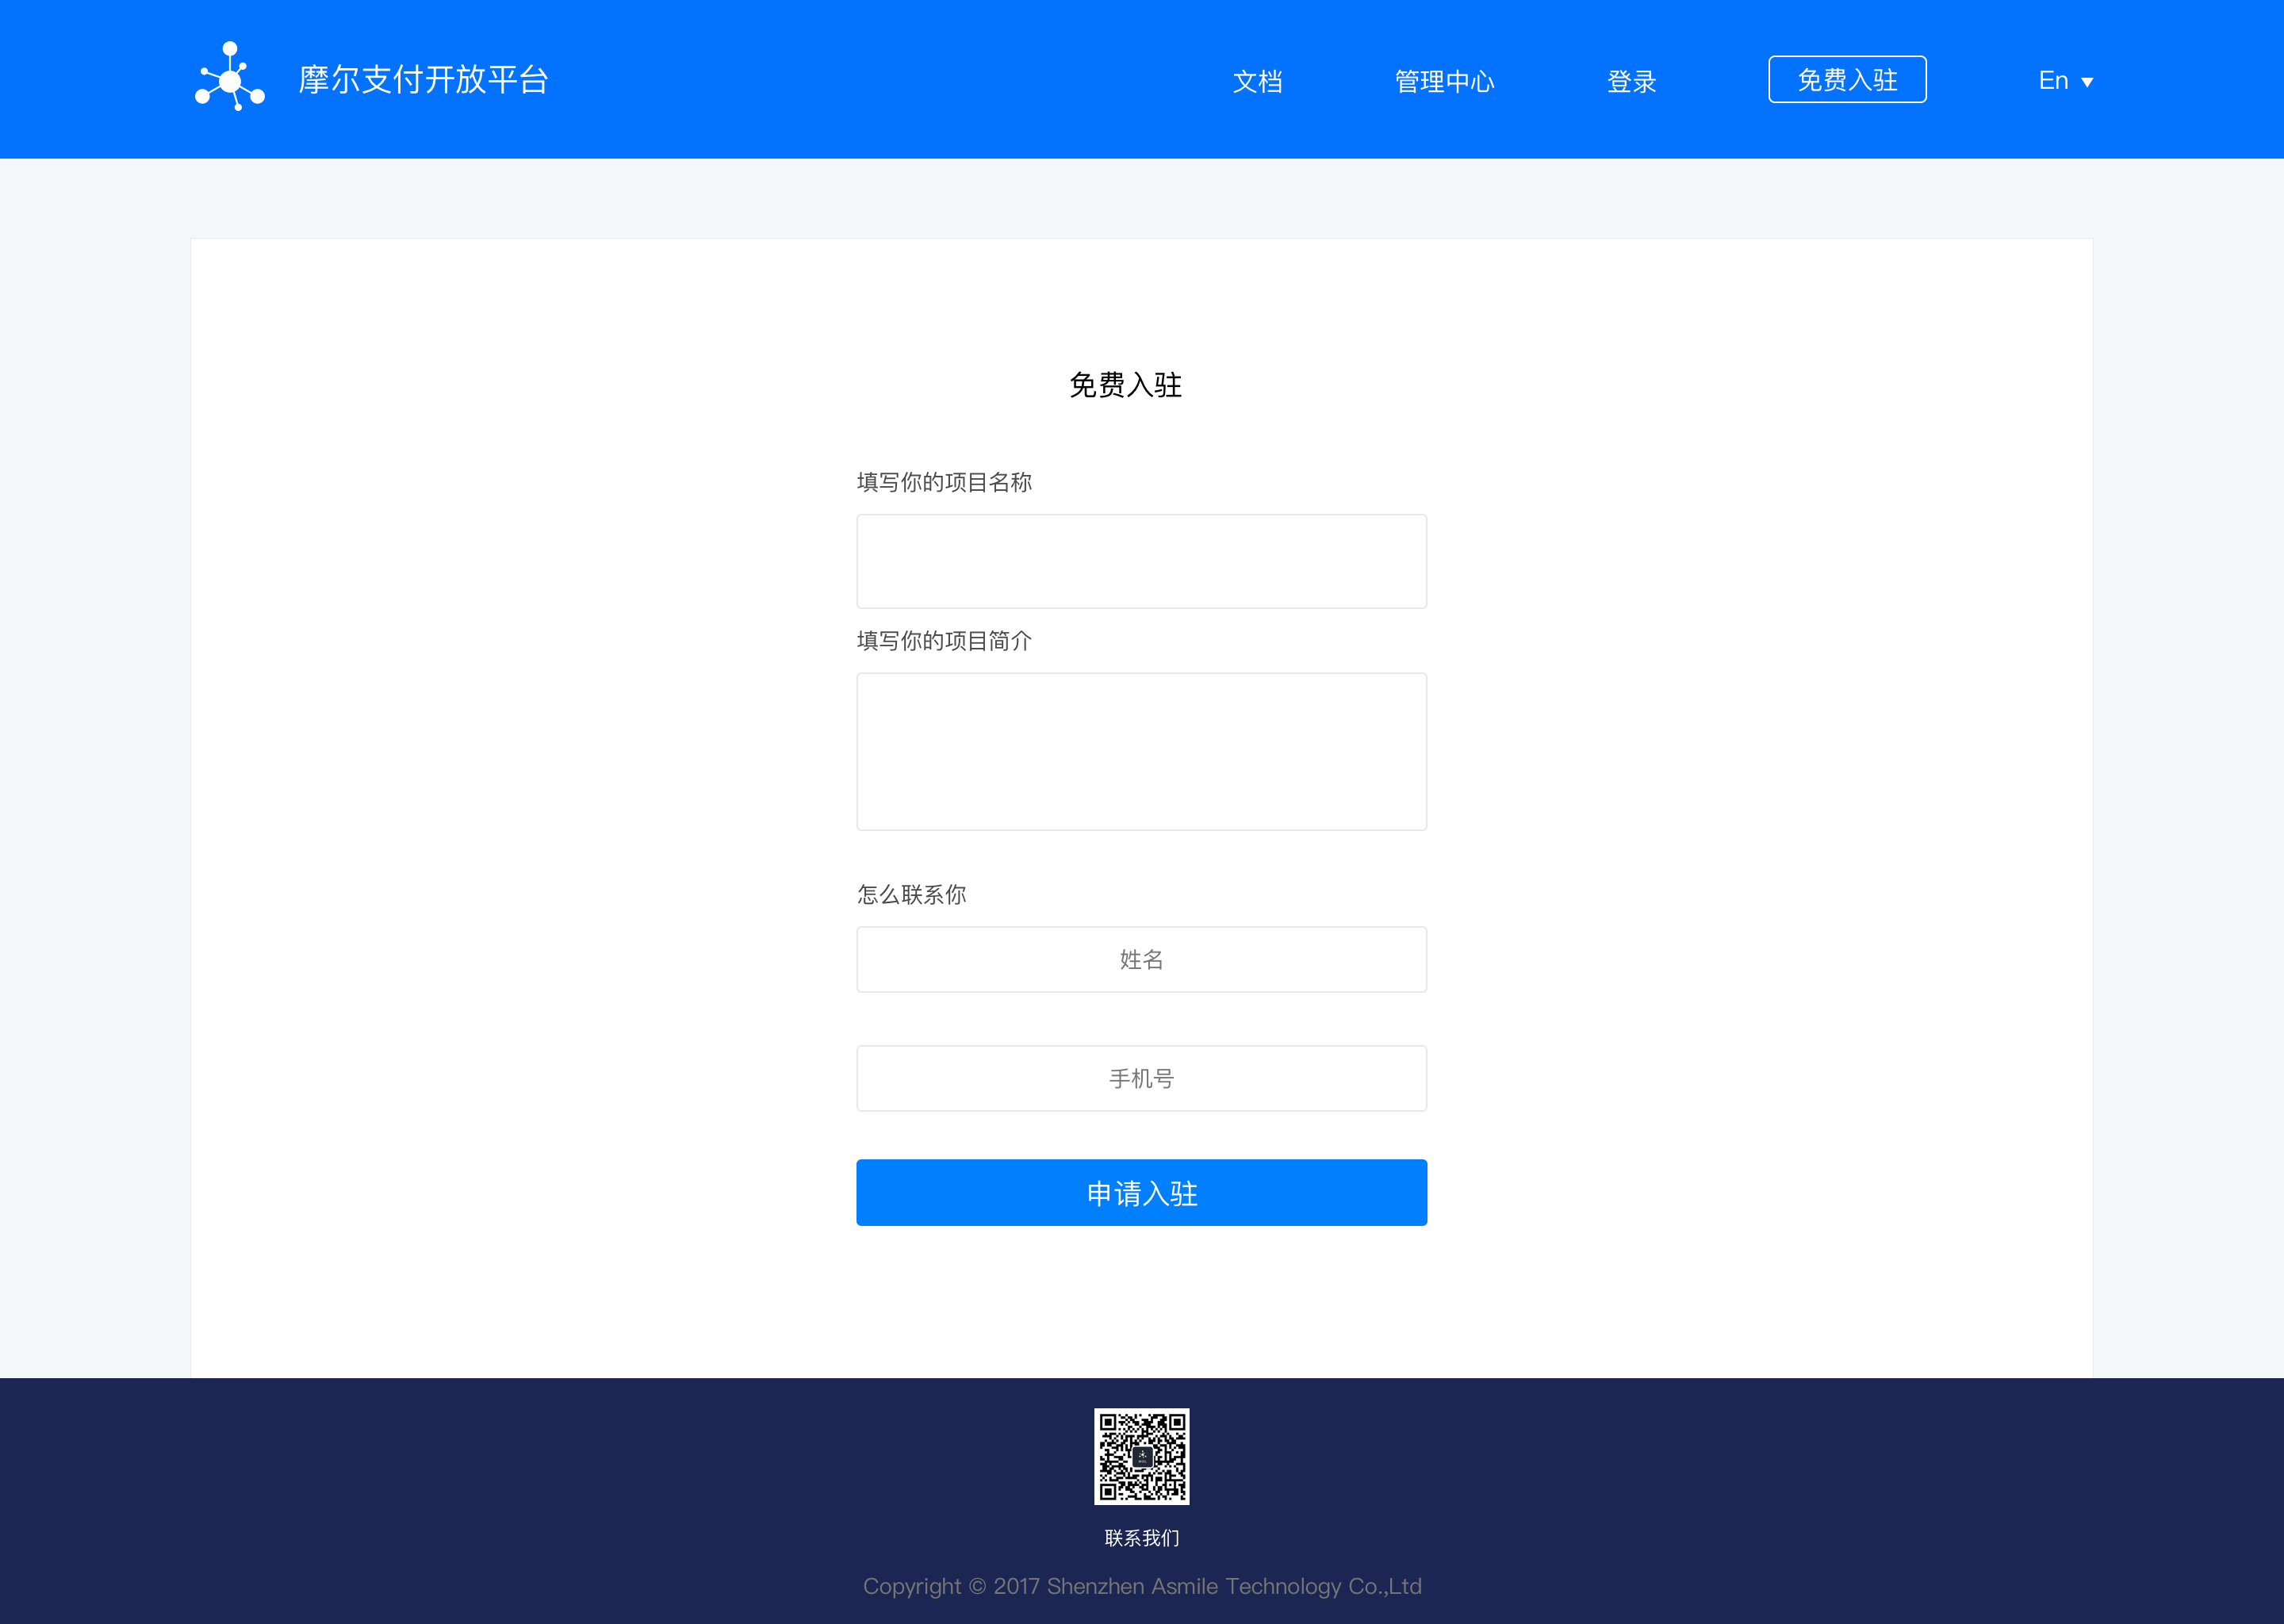 摩尔支付开放平台
文档
管理中心
登录
免费入驻
En
免费入驻
填写你的项目名称
填写你的项目简介
怎么联系你
姓名
手机号
申请入驻
联系我们
Copyright © 2017 Shenzhen Asmile Technology Co.,Ltd